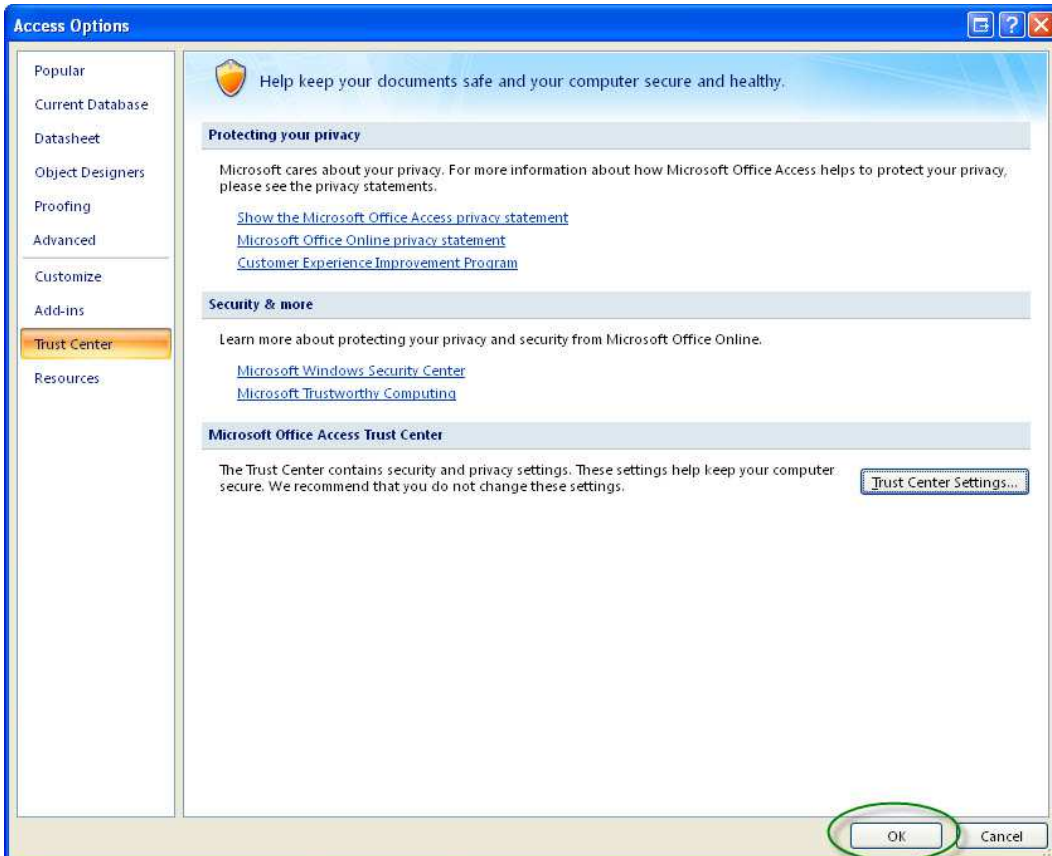 Access Options
Popular
Current Database
Datasheet
Object Designers
Proofing
Advanced
Customize
Add-ins
Trust Center
Resources
Help keep your documents safe and your computer secure and healthy.
Protecting your privacy
Microsoft cares about your privacy. For more information about how Microsoft Office Access helps to protect your privacy,
please see the privacy statements.
Show the Microsoft Office Access privacy statement
Microsoft Office Online privacy statement
Customer Experience Improvement Program
Security & more
Learn more about protecting your privacy and security from Microsoft Office Online.
Microsoft Windows Security Center
Microsoft Trustworthy Computing
Microsoft Office Access Trust Center
The Trust Center contains security and privacy settings. These settings help keep your computer
secure. We recommend that you do not change these settings.
Trust Center Settings...
OK
Cancel